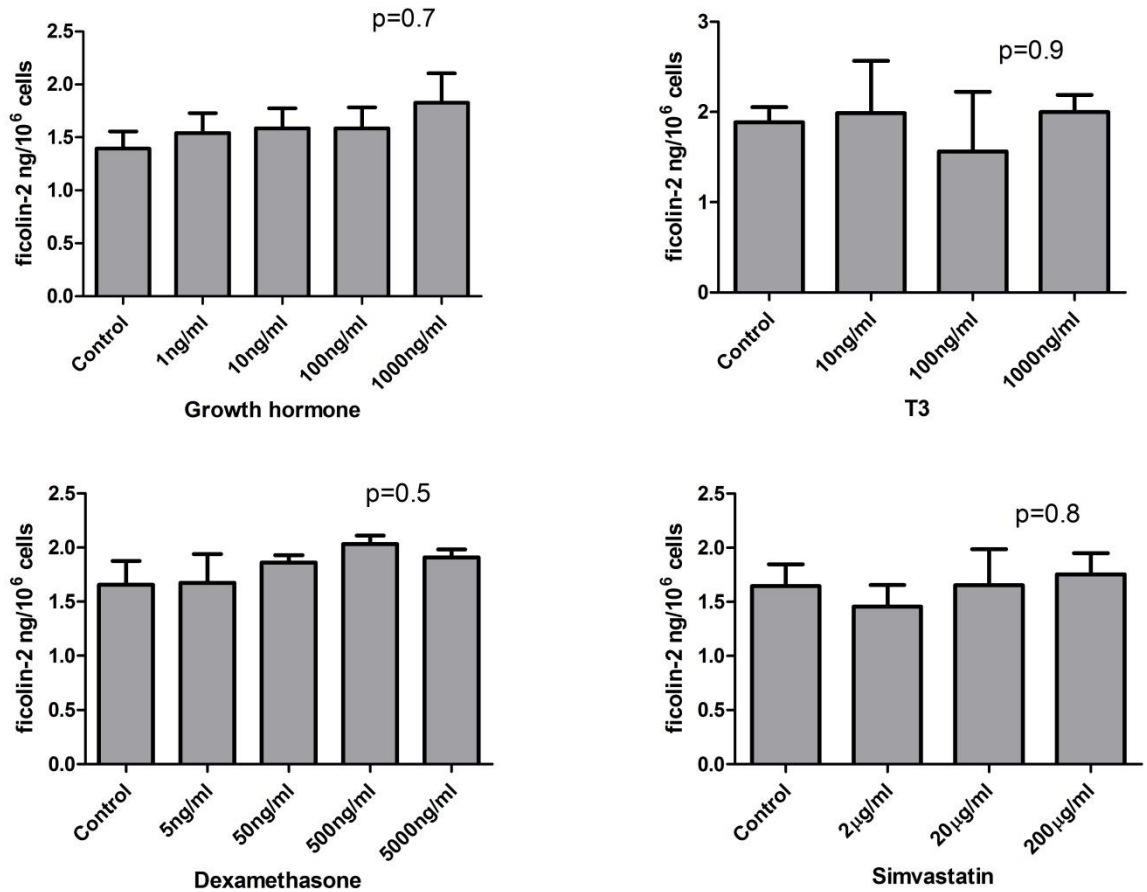 p=0.7
ficolin-2 ng/10⁶ cells
2.5
2.0
1.5
1.0
0.5
0.0
Control
1ng/ml
10ng/ml
100ng/ml
1000ng/ml
Growth hormone
p=0.9
ficolin-2 ng/10⁶ cells
3
2
1
0
Control
10ng/ml
100ng/ml
1000ng/ml
T3
p=0.5
ficolin-2 ng/10⁶ cells
2.5
2.0
1.5
1.0
0.5
0.0
Control
5ng/ml
50ng/ml
500ng/ml
5000ng/ml
Dexamethasone
p=0.8
ficolin-2 ng/10⁶ cells
2.5
2.0
1.5
1.0
0.5
0.0
Control
2μg/ml
20μg/ml
200μg/ml
Simvastatin